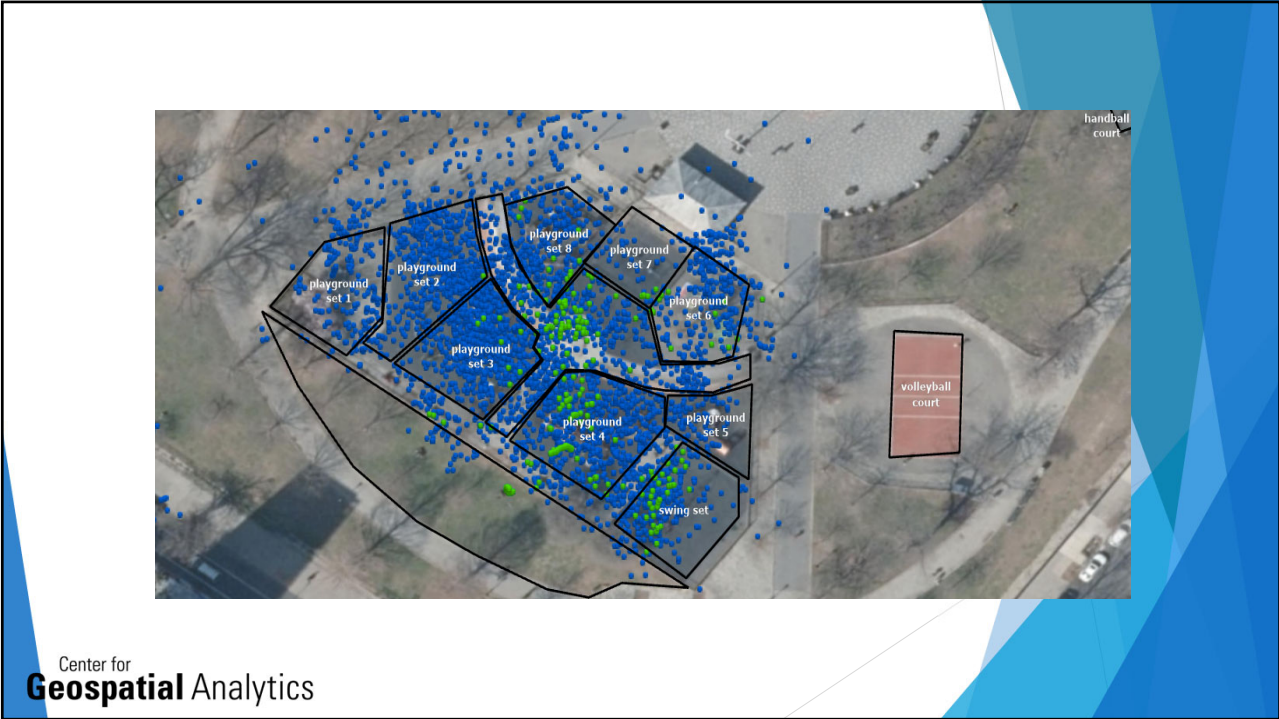 handball
court
playground
set 8
playground
set 7
playground
set 2
playground
set 1
playground
set 6
playground
set 3
volleyball
court
playground
set 4
playground
set 5
swing set
Center for
Geospatial Analytics